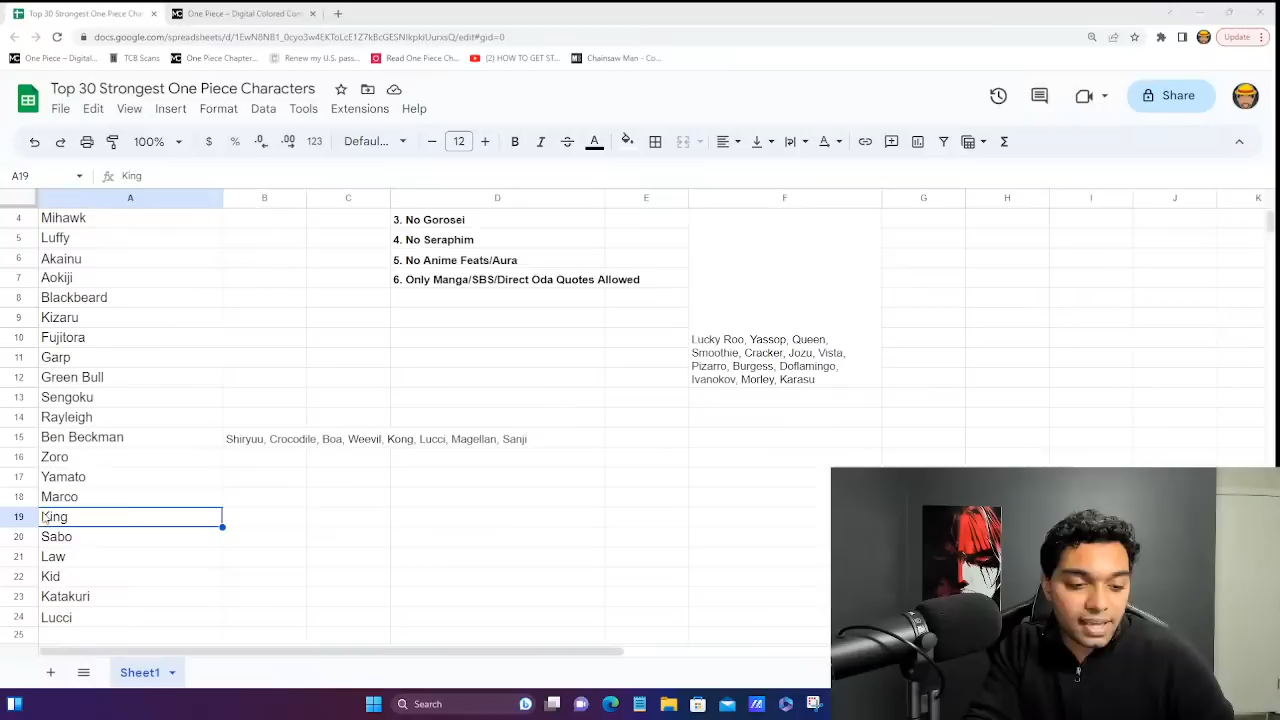 Top 30 Strongest One Piece Cha
One Piece – Digital Colored Com
docs.google.com/spreadsheets/d/1EwN8NB1_0cyo3w4EKToLcE1Z7kBcGESNIkpkiUurxsQ/edit#gid=0
Update
One Piece – Digital...
TCB Scans
One Piece Chapter...
Renew my U.S. pass...
Read One Piece Ch...
(2) HOW TO GET ST...
Chainsaw Man - Co...
Top 30 Strongest One Piece Characters
File Edit View Insert Format Data Tools Extensions Help
Share
100% $ % .0 .00 123 Defaul... − 12 + B I A Σ
A19 fx King
A B C D E F G H I J K
4 Mihawk 3. No Gorosei
5 Luffy 4. No Seraphim
6 Akainu 5. No Anime Feats/Aura
7 Aokiji 6. Only Manga/SBS/Direct Oda Quotes Allowed
8 Blackbeard
9 Kizaru
10 Fujitora
Lucky Roo, Yassop, Queen,
Smoothie, Cracker, Jozu, Vista,
Pizarro, Burgess, Doflamingo,
Ivanokov, Morley, Karasu
11 Garp
12 Green Bull
13 Sengoku
14 Rayleigh
15 Ben Beckman Shiryuu, Crocodile, Boa, Weevil, Kong, Lucci, Magellan, Sanji
16 Zoro
17 Yamato
18 Marco
19 King
20 Sabo
21 Law
22 Kid
23 Katakuri
24 Lucci
25
Sheet1
Search